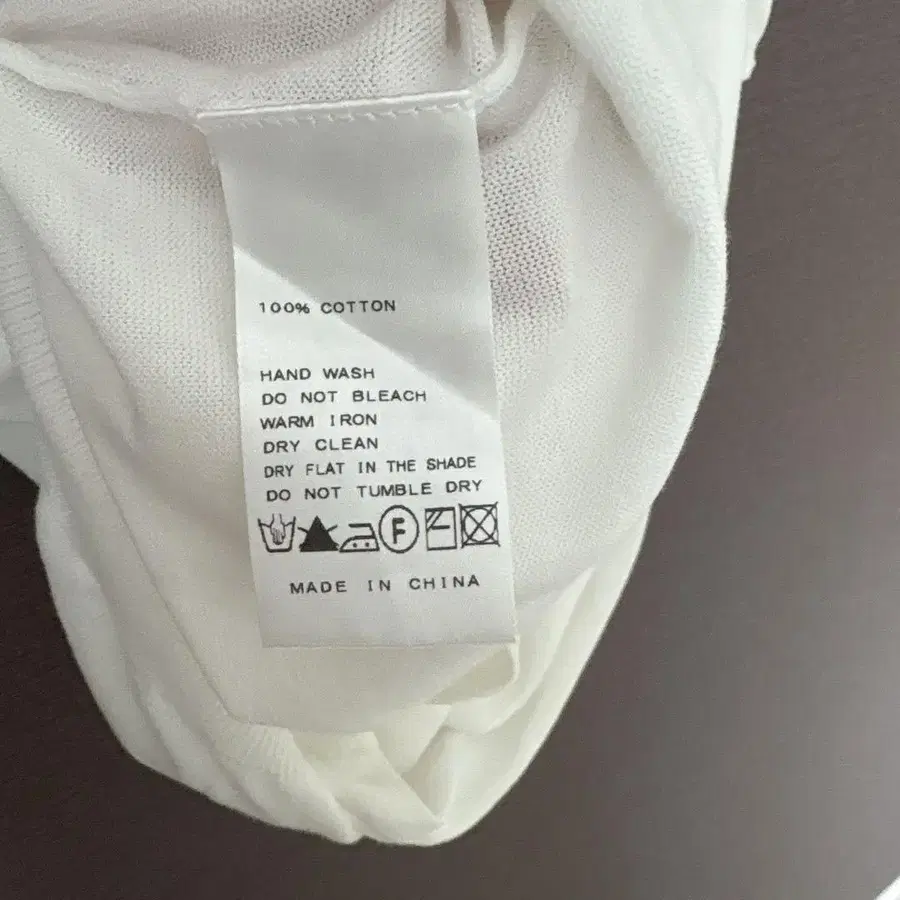 100% COTTON
HAND WASH
DO NOT BLEACH
WARM IRON
DRY CLEAN
DRY FLAT IN THE SHADE
DO NOT TUMBLE DRY
F
MADE IN CHINA